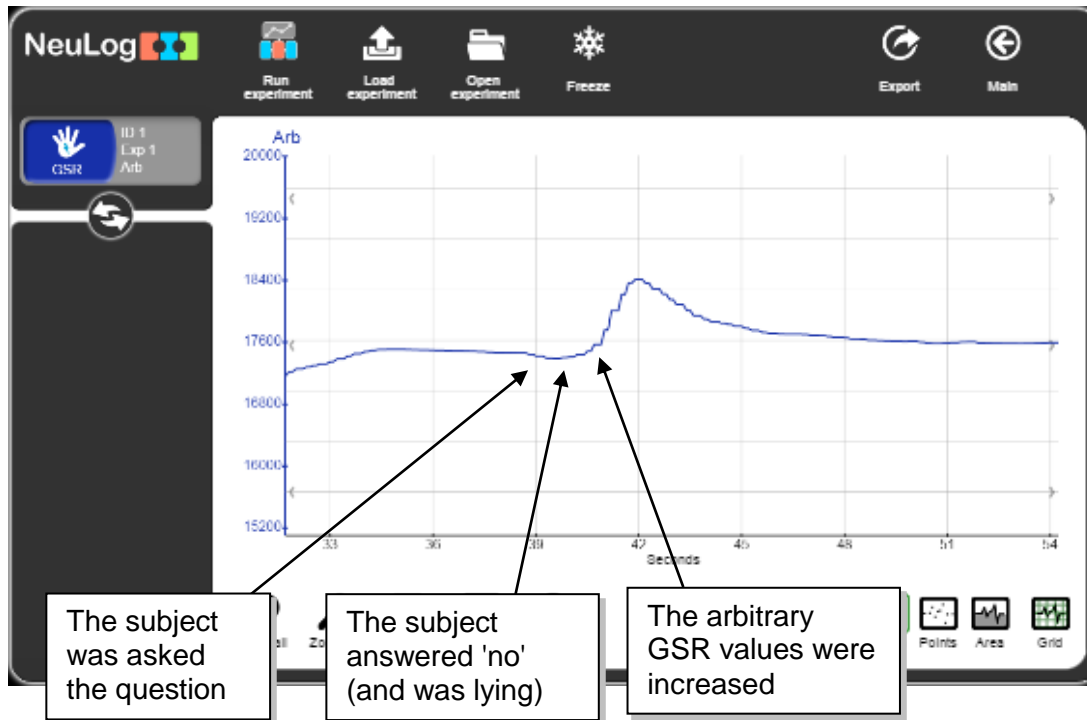 NeuLog
Run
experiment
Load
experiment
Open
experiment
Freeze
Export
Main
GSR
ID 1
Exp 1
Arb
Arb
20000
19200
18400
17600
16800
16000
15200
33
36
39
42
45
48
51
54
Seconds
Points
Area
Grid
The subject
was asked
the question
The subject
answered 'no'
(and was lying)
The arbitrary
GSR values were
increased